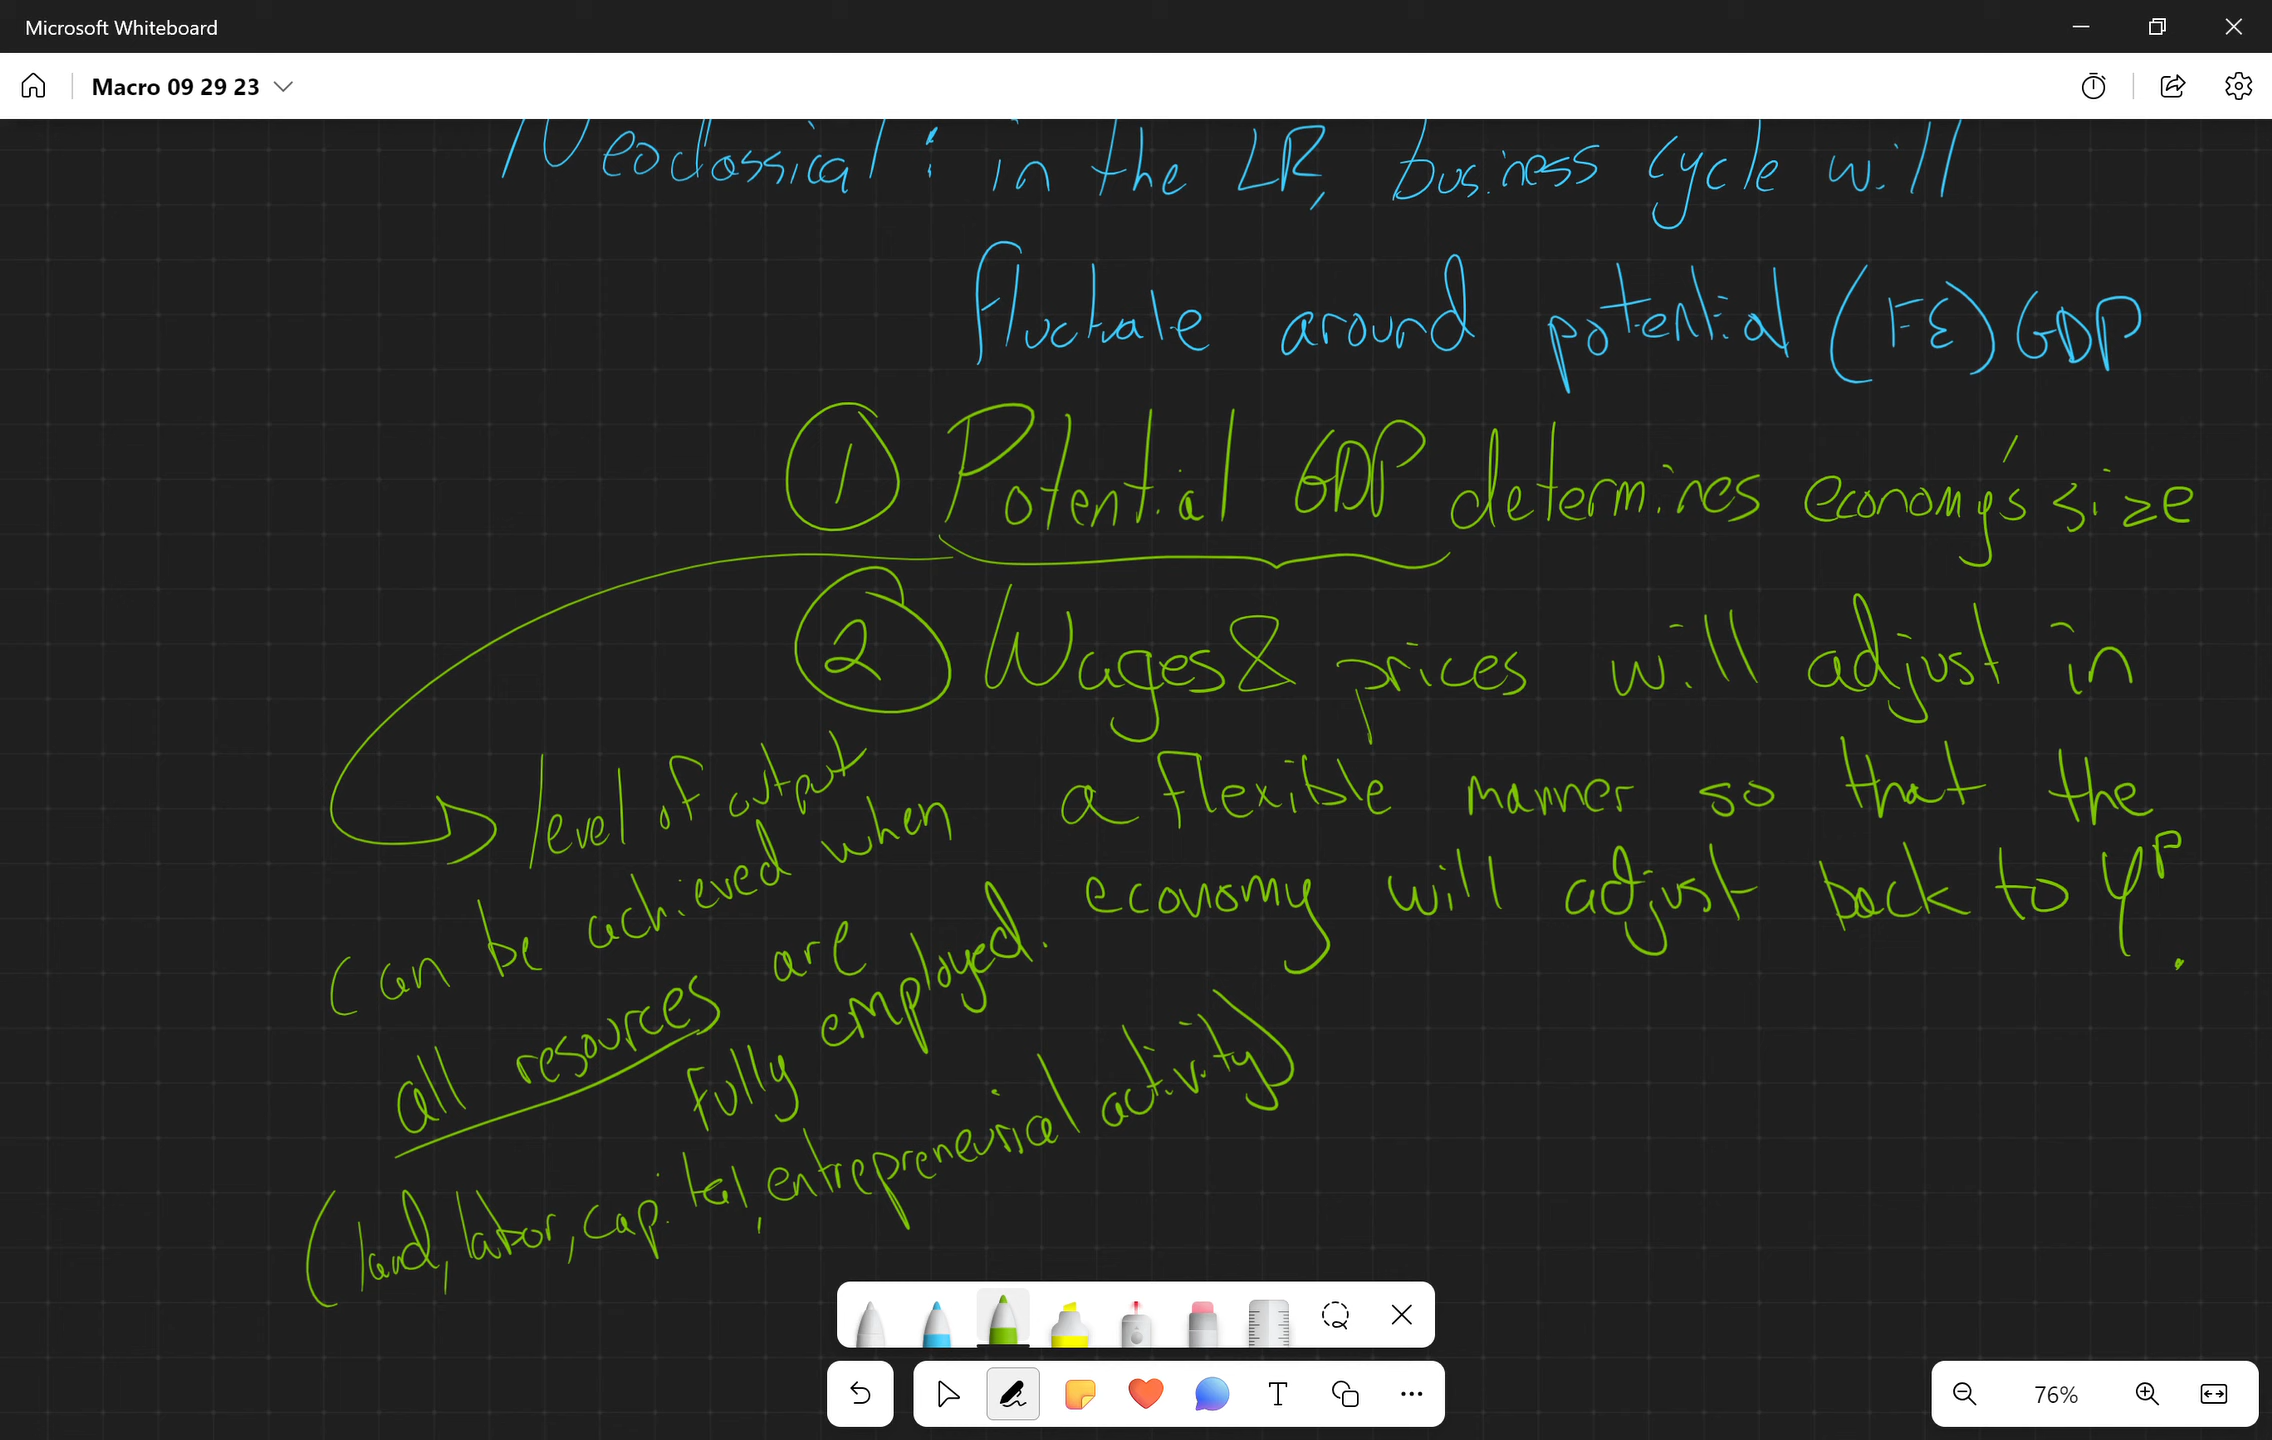 Microsoft Whiteboard
Macro 09 29 23
Neoclassical: in the LR, business cycle will
fluctuate around potential (FE) GDP
① Potential GDP determines economy's size
② Wages & prices will adjust in
a flexible manner so that the
economy will adjust back to Yᴾ.
level of output
can be achieved when
all resources are
fully employed.
(land, labor, capital, entrepreneurial activity)
T
76%